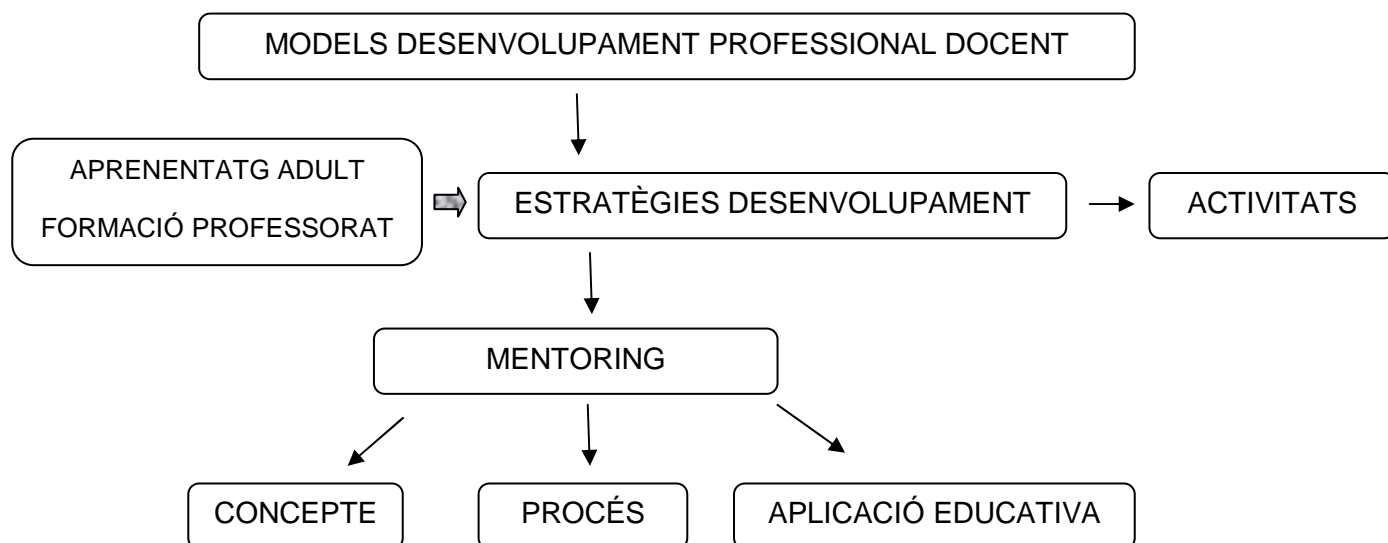 MODELS DESENVOLUPAMENT PROFESSIONAL DOCENT
APRENENTATG ADULT
FORMACIÓ PROFESSORAT
ESTRATÈGIES DESENVOLUPAMENT
ACTIVITATS
MENTORING
CONCEPTE
PROCÉS
APLICACIÓ EDUCATIVA